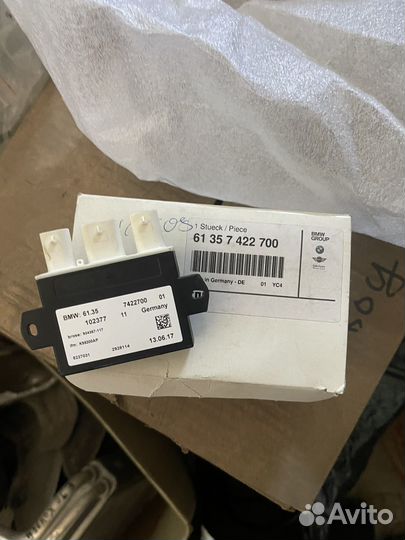 1 Stueck / Piece
61 35 7 422 700
in Germany - DE 01 YC4
BMW
GROUP
BMW: 61.35 7422700 01
102377 11 Germany
13.06.17
6237021 2828114
Avito